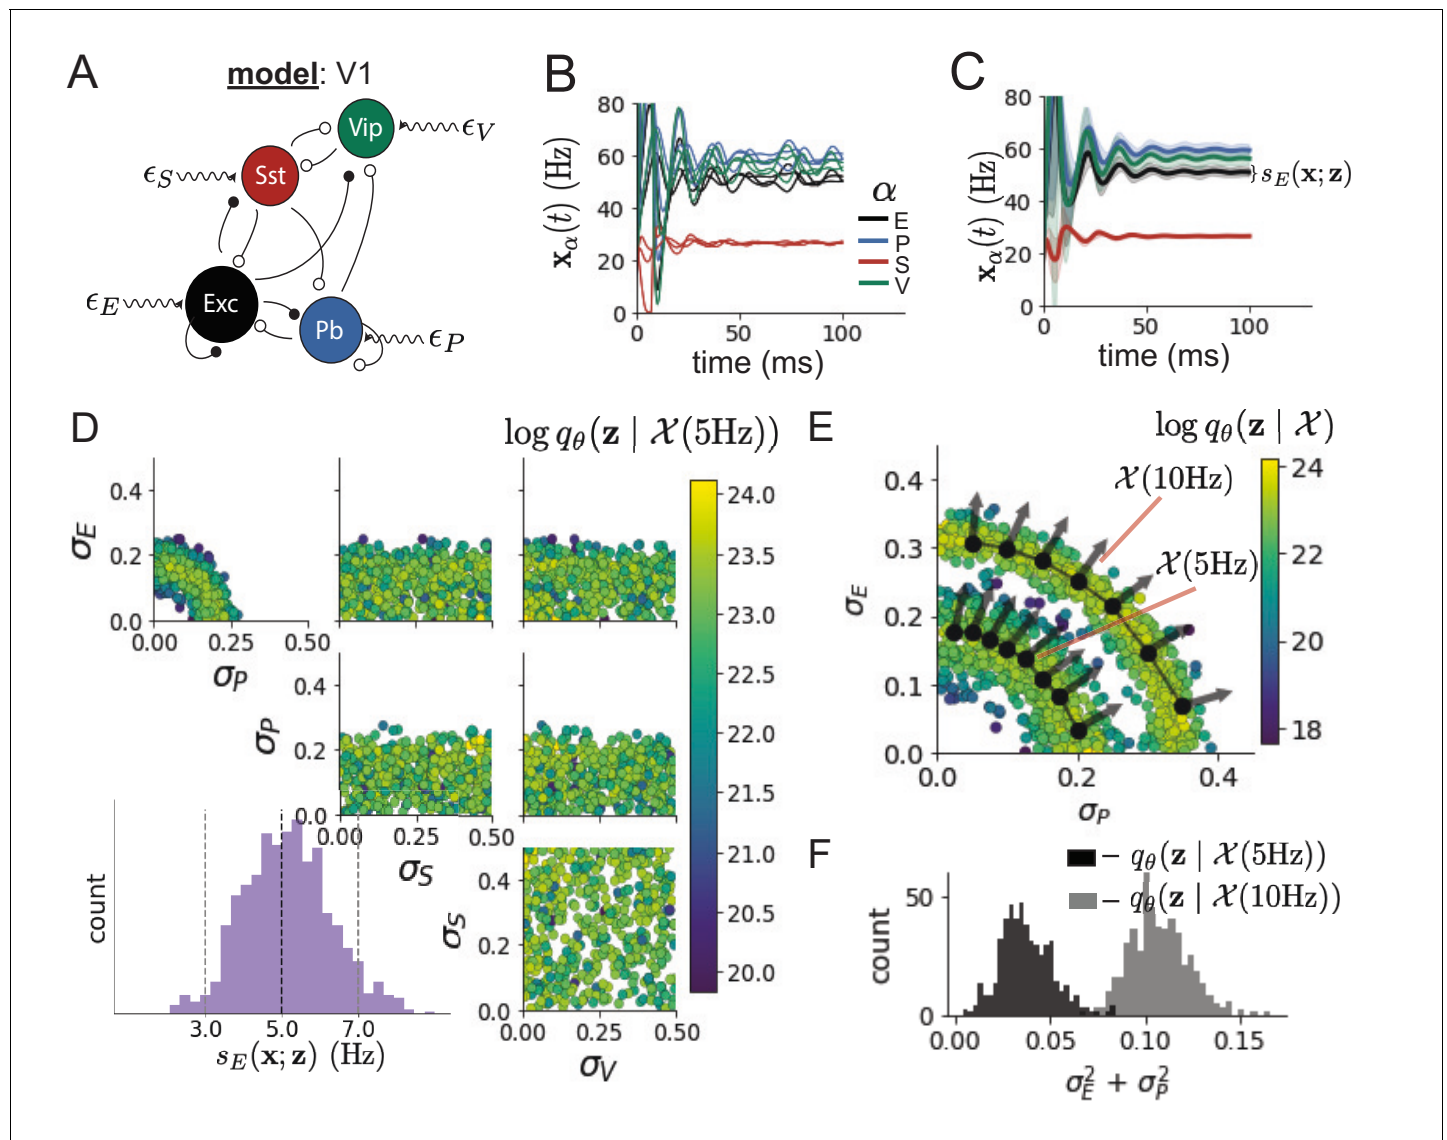 A
model: V1
Vip
ϵV
ϵS
Sst
ϵE
Exc
Pb
ϵP
B
80
60
40
20
0
xα(t) (Hz)
0
50
100
time (ms)
α
E
P
S
V
C
80
60
40
20
0
xα(t) (Hz)
}sE(x; z)
0
50
100
time (ms)
D
log qθ(z | 𝒳(5Hz))
0.4
0.2
0.0
σE
0.00
0.25
0.50
σP
0.4
0.2
0.0
σP
0.00
0.25
0.50
σS
0.4
0.2
0.0
σS
0.00
0.25
0.50
σV
24.0
23.5
23.0
22.5
22.0
21.5
21.0
20.5
20.0
count
3.0
5.0
7.0
sE(x; z) (Hz)
E
log qθ(z | 𝒳)
𝒳(10Hz)
𝒳(5Hz)
0.4
0.3
0.2
0.1
0.0
σE
0.0
0.2
0.4
σP
24
22
20
18
F
– qθ(z | 𝒳(5Hz))
– qθ(z | 𝒳(10Hz))
50
0
count
0.00
0.05
0.10
0.15
σ²E + σ²P